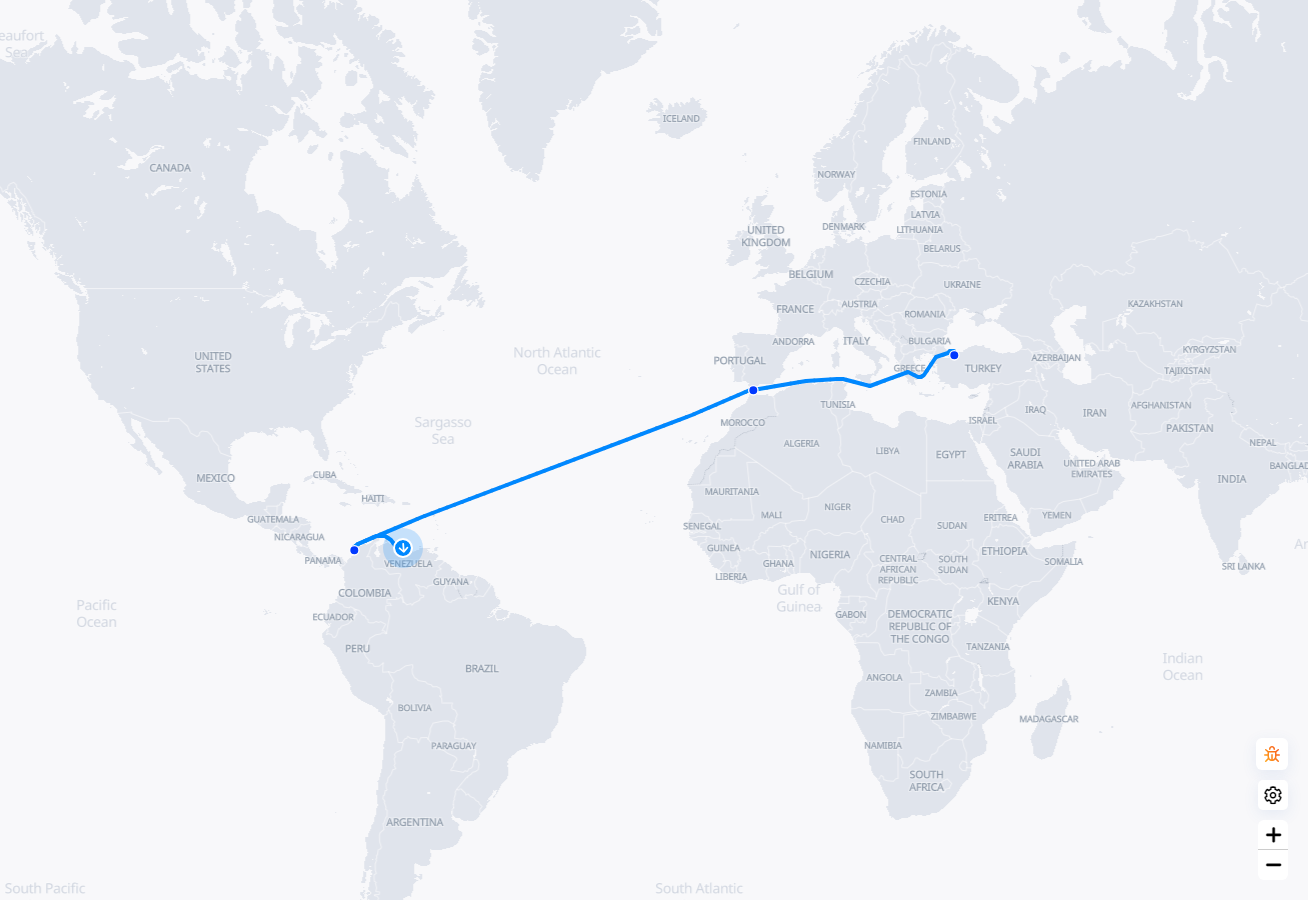 eaufort
Sea
ICELAND
FINLAND
CANADA
NORWAY
ESTONIA
LATVIA
LITHUANIA
DENMARK
UNITED
KINGDOM
BELARUS
BELGIUM
CZECHIA
UKRAINE
AUSTRIA
KAZAKHSTAN
FRANCE
ROMANIA
ANDORRA
ITALY
BULGARIA
KYRGYZSTAN
North Atlantic
Ocean
UNITED
STATES
PORTUGAL
GREECE
TURKEY
AZERBAIJAN
TAJIKISTAN
TUNISIA
AFGHANISTAN
IRAQ
IRAN
Sargasso
Sea
MOROCCO
ISRAEL
PAKISTAN
ALGERIA
LIBYA
EGYPT
SAUDI
ARABIA
NEPAL
UNITED ARAB
EMIRATES
BANGLAD
MEXICO
CUBA
INDIA
HAITI
MAURITANIA
NIGER
MALI
CHAD
SUDAN
ERITREA
YEMEN
GUATEMALA
NICARAGUA
SENEGAL
GUINEA
NIGERIA
ETHIOPIA
An
PANAMA
VENEZUELA
GHANA
CENTRAL
AFRICAN
REPUBLIC
SOUTH
SUDAN
SOMALIA
SRI LANKA
LIBERIA
GUYANA
COLOMBIA
Gulf of
Guinea
KENYA
Pacific
Ocean
ECUADOR
GABON
DEMOCRATIC
REPUBLIC OF
THE CONGO
PERU
TANZANIA
BRAZIL
Indian
Ocean
ANGOLA
ZAMBIA
BOLIVIA
ZIMBABWE
MADAGASCAR
PARAGUAY
NAMIBIA
SOUTH
AFRICA
ARGENTINA
South Pacific
South Atlantic